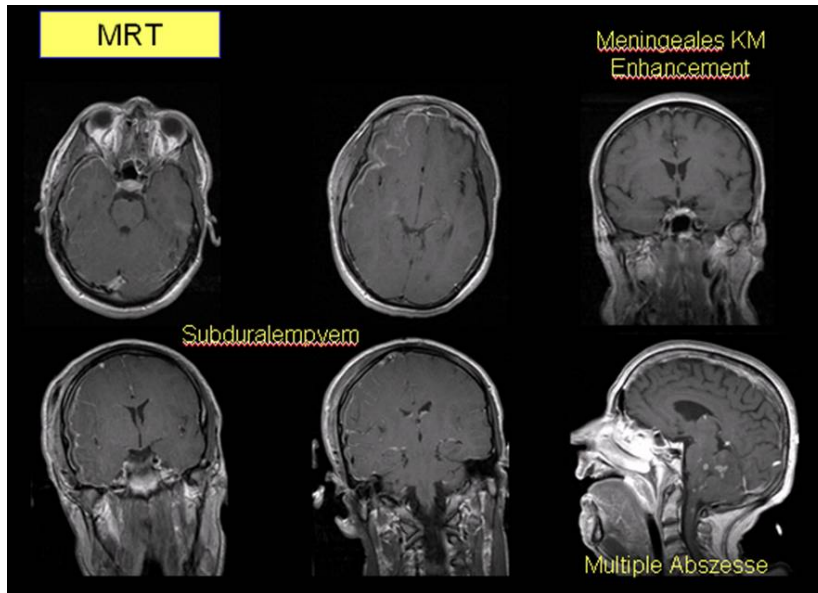 MRT
Meningeales KM
Enhancement
Subduralempyem
Multiple Abszesse